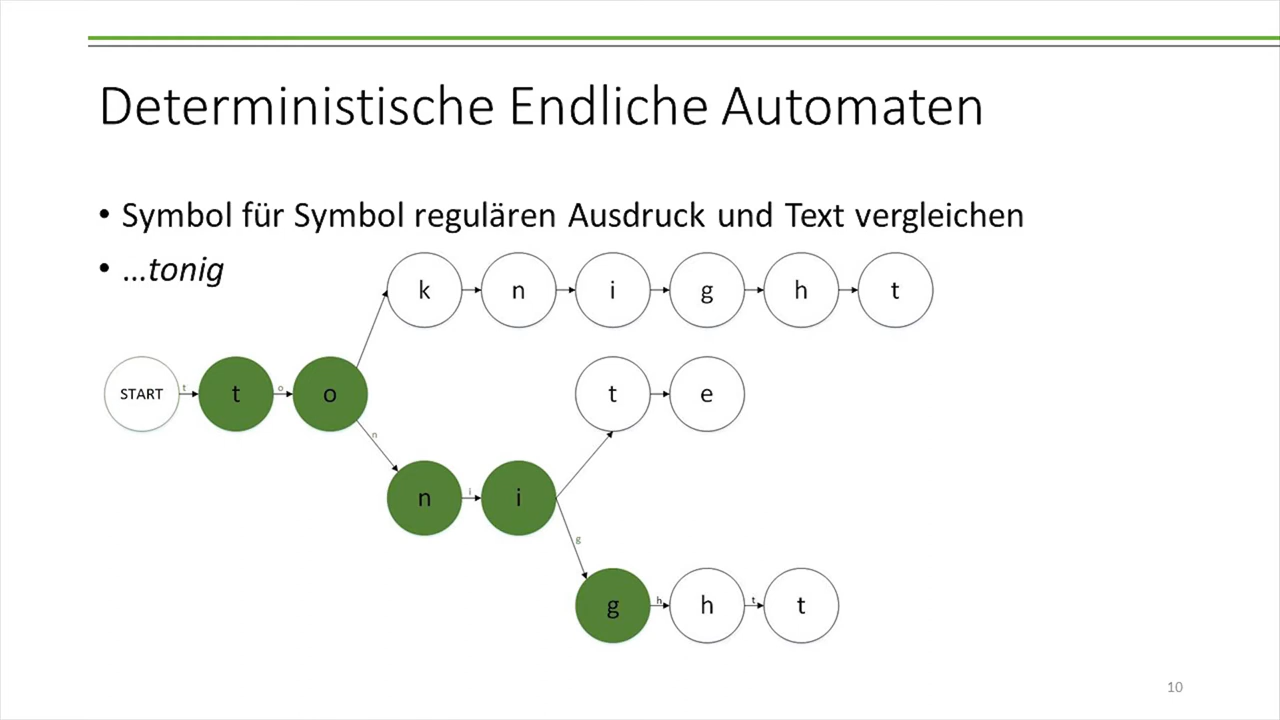 Deterministische Endliche Automaten
• Symbol für Symbol regulären Ausdruck und Text vergleichen
• ...tonig
k n i g h t
START t t o o t e
n
n i i
g
g h h t t
10